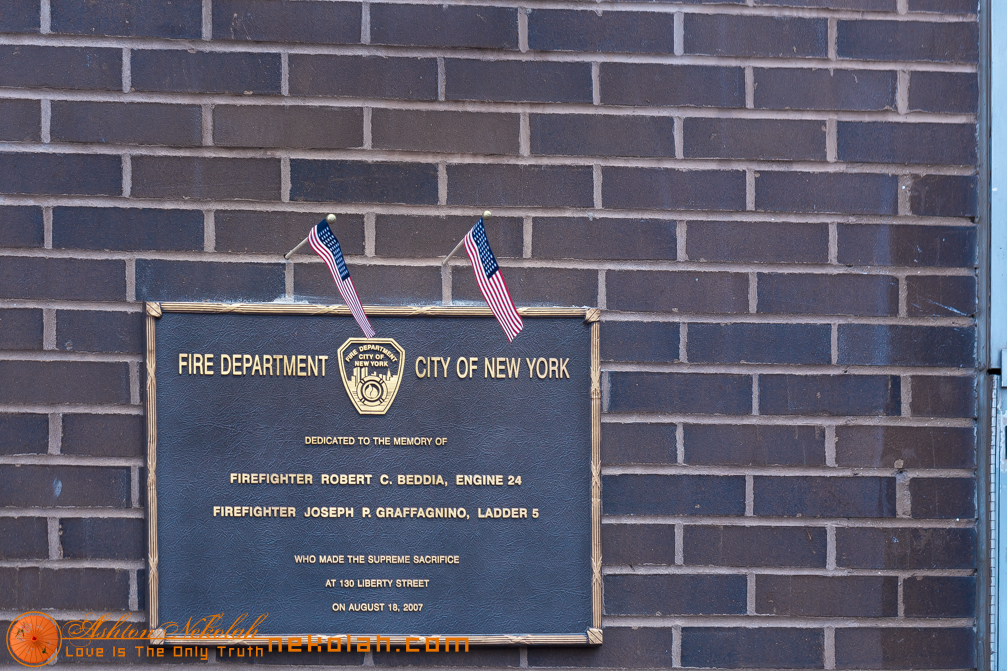 FIRE DEPARTMENT CITY OF NEW YORK
FIRE DEPARTMENT
CITY OF
NEW YORK
DEDICATED TO THE MEMORY OF
FIREFIGHTER ROBERT C. BEDDIA, ENGINE 24
FIREFIGHTER JOSEPH P. GRAFFAGNINO, LADDER 5
WHO MADE THE SUPREME SACRIFICE
AT 130 LIBERTY STREET
ON AUGUST 18, 2007
Ashton Nekolah
Love Is The Only Truth
nekolah.com